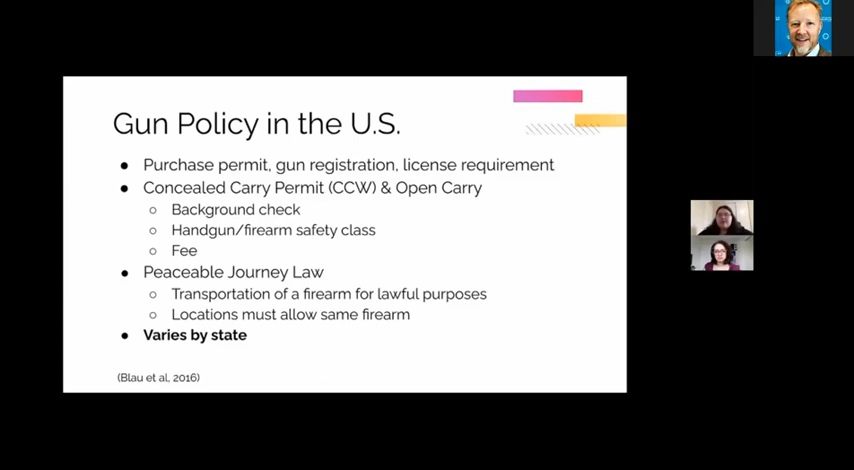 Gun Policy in the U.S.
● Purchase permit, gun registration, license requirement
● Concealed Carry Permit (CCW) & Open Carry
○ Background check
○ Handgun/firearm safety class
○ Fee
● Peaceable Journey Law
○ Transportation of a firearm for lawful purposes
○ Locations must allow same firearm
● Varies by state
(Blau et al, 2016)